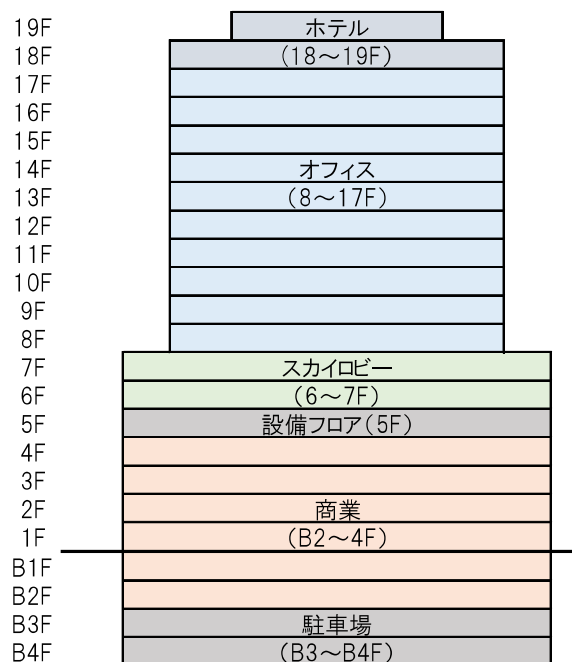 19F ホテル
18F (18～19F)
17F
16F
15F
14F オフィス
13F (8～17F)
12F
11F
10F
9F
8F
7F スカイロビー
6F (6～7F)
5F 設備フロア(5F)
4F
3F
2F 商業
1F (B2～4F)
B1F
B2F
B3F 駐車場
B4F (B3～B4F)